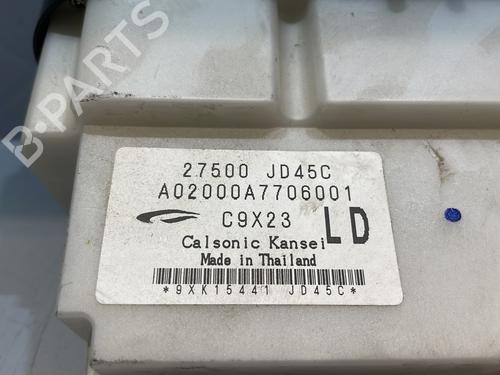 B-PARTS
27500 JD45C
A02000A7706001
C9X23
LD
Calsonic Kansei
Made in Thailand
*9XK15441 JD45C*